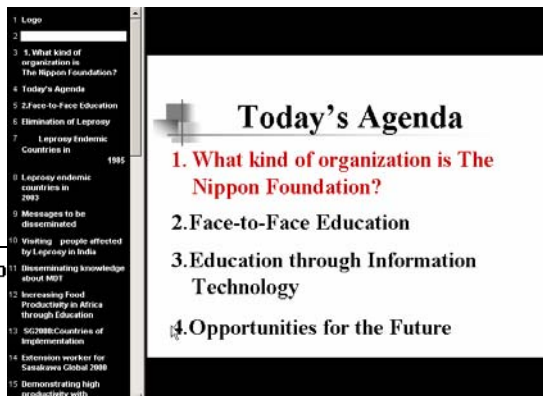 1 Logo
2
3 1. What kind of
organization is
The Nippon Foundation?
4 Today's Agenda
5 2.Face-to-Face Education
6 Elimination of Leprosy
7 Leprosy Endemic
Countries in
1985
8 Leprosy endemic
countries in
2003
9 Messages to be
disseminated
10 Visiting people affected
by Leprosy in India
11 Disseminating knowledge
about MDT
12 Increasing Food
Productivity in Africa
through Education
13 SG2000:Countries of
Implementation
14 Extension worker for
Sasakawa Global 2000
15 Demonstrating high
productivity with
Today's Agenda
1. What kind of organization is The
Nippon Foundation?
2.Face-to-Face Education
3.Education through Information
Technology
4.Opportunities for the Future